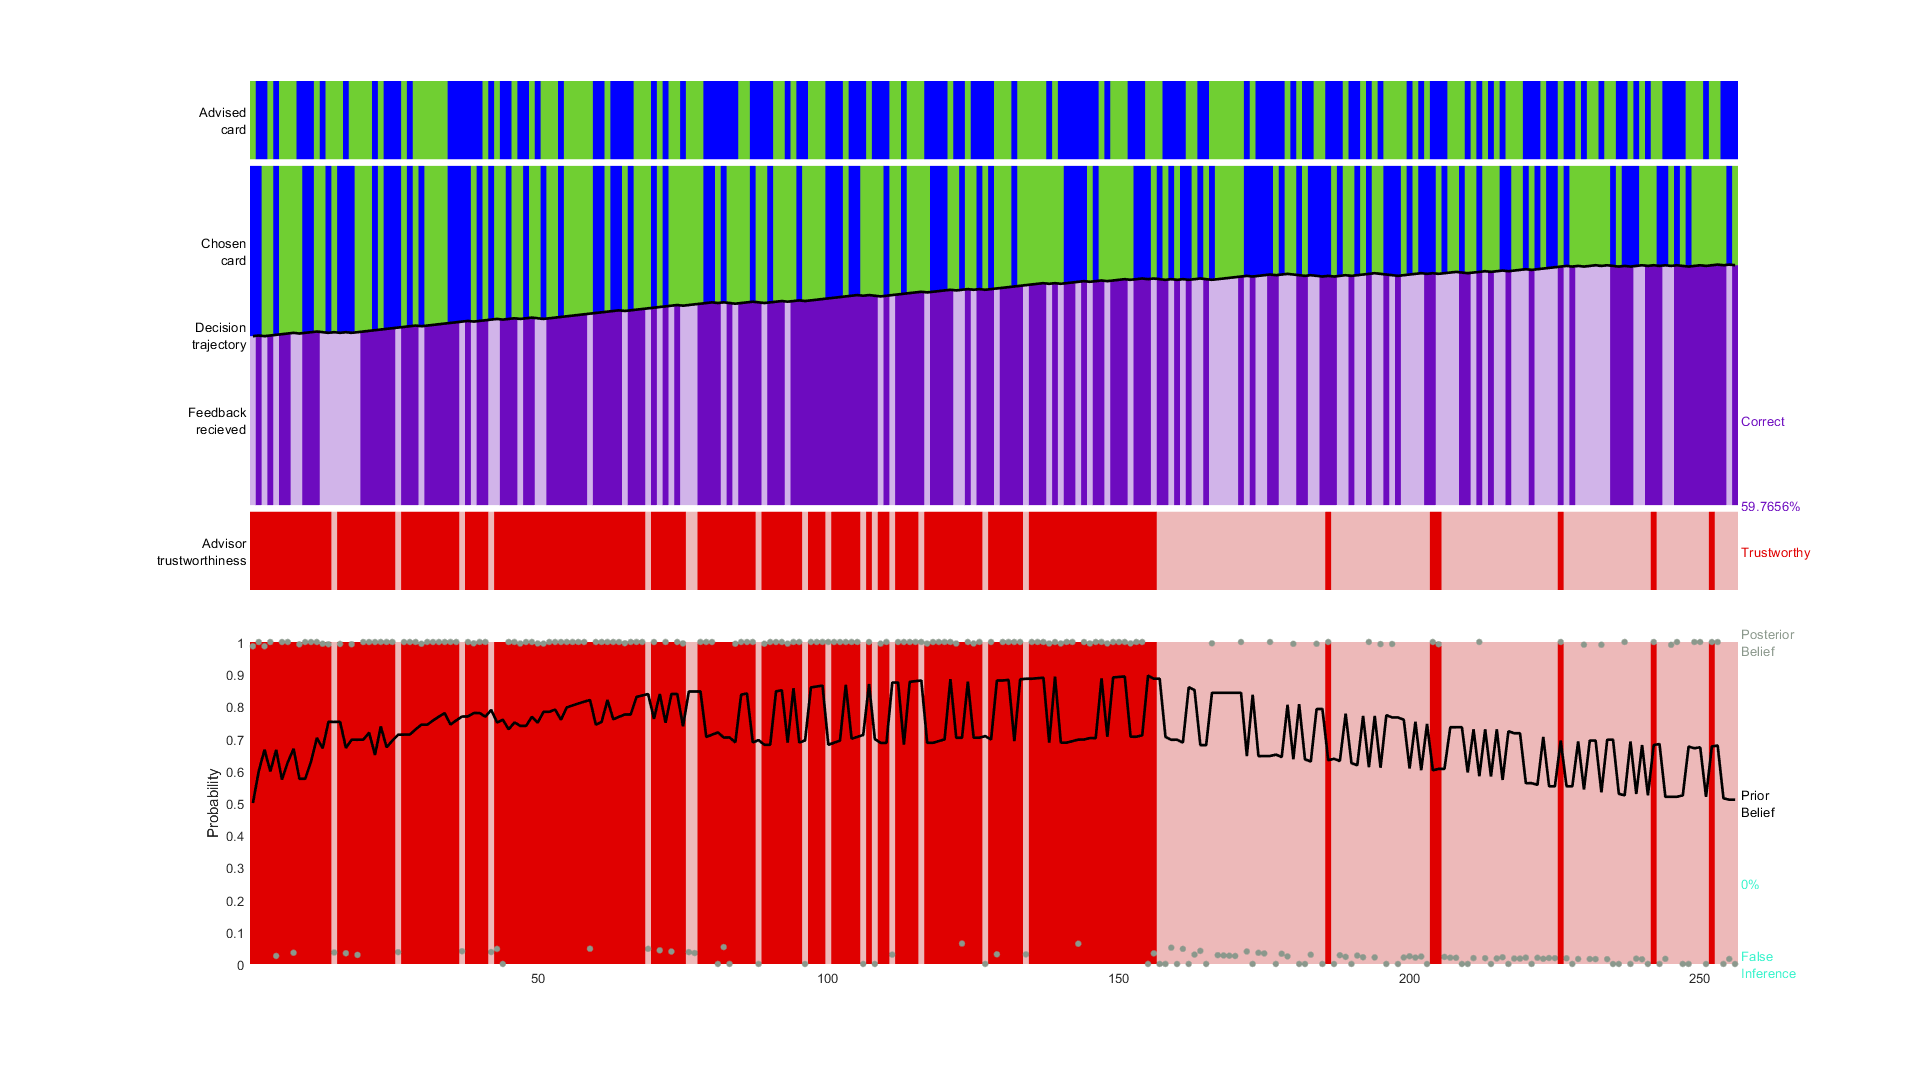 Advised
card
Chosen
card
Decision
trajectory
Feedback
recieved
Correct
59.7656%
Advisor
trustworthiness
Trustworthy
Posterior
Belief
Prior
Belief
0%
False
Inference
Probability
1
0.9
0.8
0.7
0.6
0.5
0.4
0.3
0.2
0.1
0
50
100
150
200
250